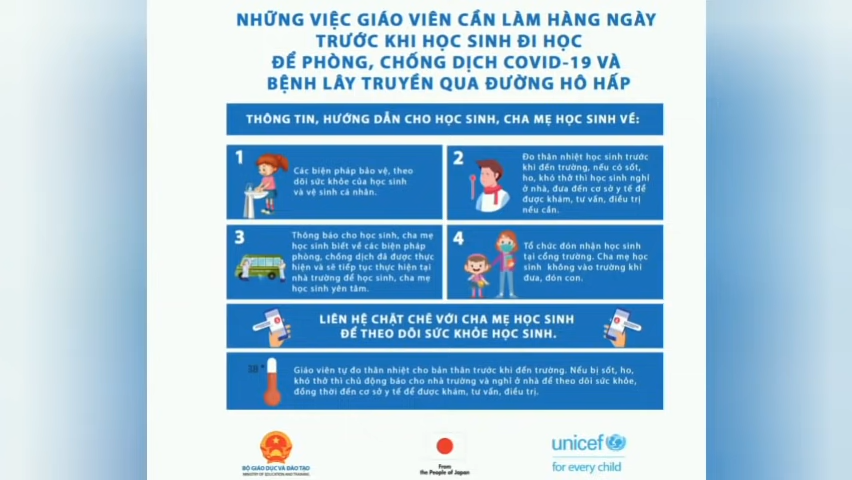 NHỮNG VIỆC GIÁO VIÊN CẦN LÀM HÀNG NGÀY
TRƯỚC KHI HỌC SINH ĐI HỌC
ĐỂ PHÒNG, CHỐNG DỊCH COVID-19 VÀ
BỆNH LÂY TRUYỀN QUA ĐƯỜNG HÔ HẤP
THÔNG TIN, HƯỚNG DẪN CHO HỌC SINH, CHA MẸ HỌC SINH VỀ:
1
Các biện pháp bảo vệ, theo
dõi sức khỏe của học sinh
và vệ sinh cá nhân.
2
Đo thân nhiệt học sinh trước
khi đến trường, nếu có sốt,
ho, khó thở thì học sinh nghỉ
ở nhà, đưa đến cơ sở y tế để
được khám, tư vấn, điều trị
nếu cần.
3
Thông báo cho học sinh, cha mẹ
học sinh biết về các biện pháp
phòng, chống dịch đã được thực
hiện và sẽ tiếp tục thực hiện tại
nhà trường để học sinh, cha mẹ
học sinh yên tâm.
4
Tổ chức đón nhận học sinh
tại cổng trường. Cha mẹ học
sinh không vào trường khi
đưa, đón con.
LIÊN HỆ CHẶT CHẼ VỚI CHA MẸ HỌC SINH
ĐỂ THEO DÕI SỨC KHỎE HỌC SINH.
38°
Giáo viên tự đo thân nhiệt cho bản thân trước khi đến trường. Nếu bị sốt, ho,
khó thở thì chủ động báo cho nhà trường và nghỉ ở nhà để theo dõi sức khỏe,
đồng thời đến cơ sở y tế để được khám, tư vấn, điều trị.
BỘ GIÁO DỤC VÀ ĐÀO TẠO
MINISTRY OF EDUCATION AND TRAINING
From
the People of Japan
unicef
for every child